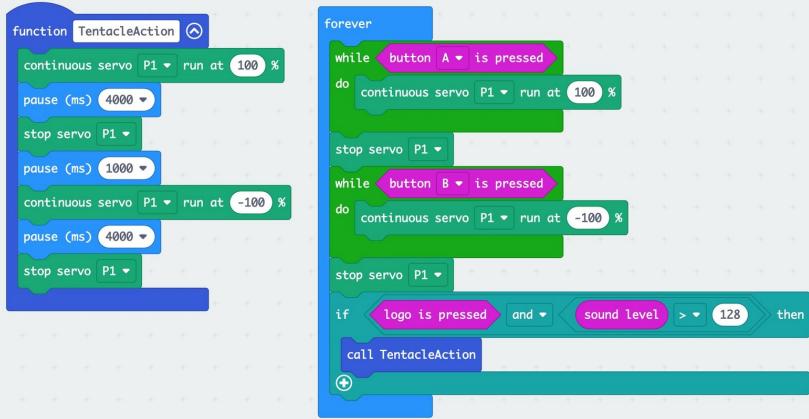 function TentacleAction
continuous servo P1 run at 100 %
pause (ms) 4000
stop servo P1
pause (ms) 1000
continuous servo P1 run at -100 %
pause (ms) 4000
stop servo P1
forever
while button A is pressed
do
continuous servo P1 run at 100 %
stop servo P1
while button B is pressed
do
continuous servo P1 run at -100 %
stop servo P1
if logo is pressed and sound level > 128 then
call TentacleAction